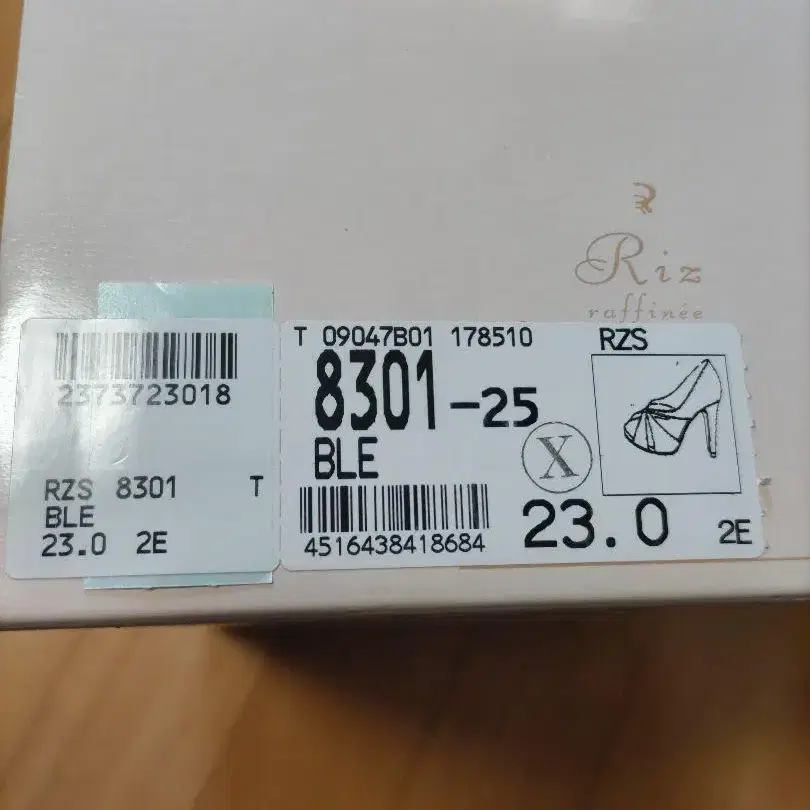 Riz
raffinée
2373723018
RZS 8301 T
BLE
23.0 2E
T 09047B01 178510
RZS
8301-25
BLE
X
4516438418684
23.0
2E